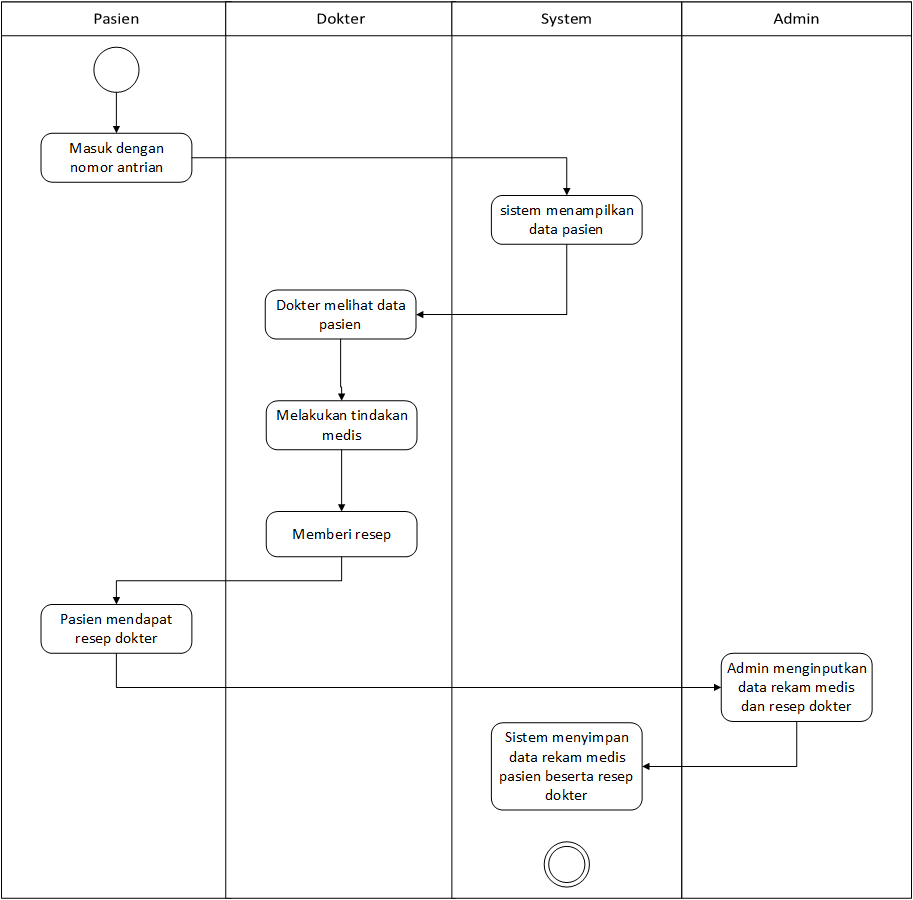 Pasien
Dokter
System
Admin
Masuk dengan
nomor antrian
sistem menampilkan
data pasien
Dokter melihat data
pasien
Melakukan tindakan
medis
Memberi resep
Pasien mendapat
resep dokter
Admin menginputkan
data rekam medis
dan resep dokter
Sistem menyimpan
data rekam medis
pasien beserta resep
dokter